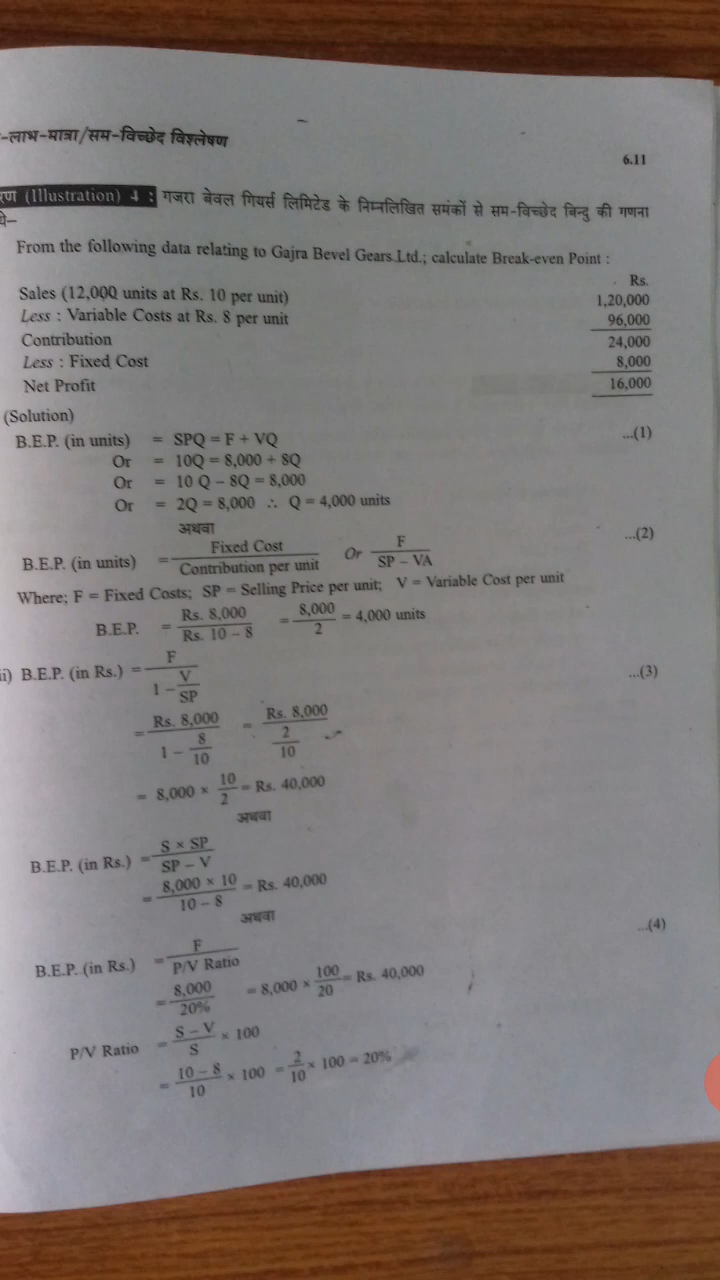 -लाभ-मात्रा/सम-विच्छेद विश्लेषण
6.11
रण (Illustration) 4 : गजरा बेवल गियर्स लिमिटेड के निम्नलिखित समंकों से सम-विच्छेद बिन्दु की गणना
From the following data relating to Gajra Bevel Gears Ltd.; calculate Break-even Point :
Rs.
Sales (12,000 units at Rs. 10 per unit) 1,20,000
Less : Variable Costs at Rs. 8 per unit 96,000
Contribution 24,000
Less : Fixed Cost 8,000
Net Profit 16,000
(Solution)
B.E.P. (in units) = SPQ = F + VQ ...(1)
Or = 10Q = 8,000 + 8Q
Or = 10 Q – 8Q = 8,000
Or = 2Q = 8,000 ∴ Q = 4,000 units
अथवा
B.E.P. (in units) = Fixed Cost / Contribution per unit Or F / SP – VA ...(2)
Where; F = Fixed Costs; SP = Selling Price per unit; V = Variable Cost per unit
B.E.P. = Rs. 8,000 / Rs. 10 – 8 = 8,000 / 2 = 4,000 units
ii) B.E.P. (in Rs.) = F / 1 – V / SP ...(3)
= Rs. 8,000 / 1 – 8 / 10 = Rs. 8,000 / 2 / 10
= 8,000 × 10 / 2 = Rs. 40,000
अथवा
B.E.P. (in Rs.) = S × SP / SP – V
= 8,000 × 10 / 10 – 8 = Rs. 40,000
अथवा
...(4)
B.E.P. (in Rs.) = F / P/V Ratio
= 8,000 / 20% = 8,000 × 100 / 20 = Rs. 40,000
P/V Ratio = S – V / S × 100
= 10 – 8 / 10 × 100 = 2 / 10 × 100 = 20%